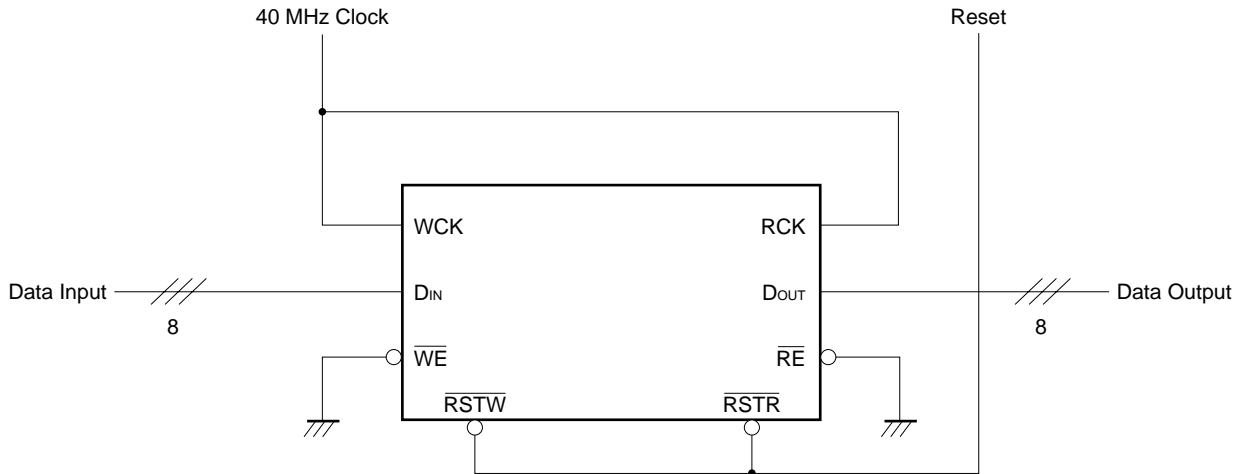 40 MHz Clock
Reset
WCK
RCK
Data Input
DIN
DOUT
Data Output
8
8
WE
RE
RSTW
RSTR